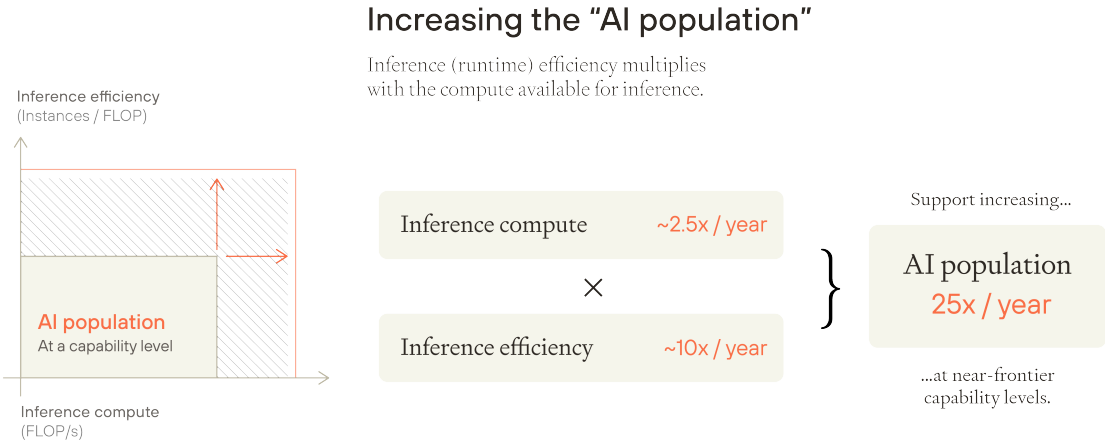 Increasing the “AI population”
Inference (runtime) efficiency multiplies
with the compute available for inference.
Inference efficiency
(Instances / FLOP)
AI population
At a capability level
Inference compute
(FLOP/s)
Inference compute ~2.5x / year
×
Inference efficiency ~10x / year
}
Support increasing...
AI population
25x / year
...at near-frontier
capability levels.